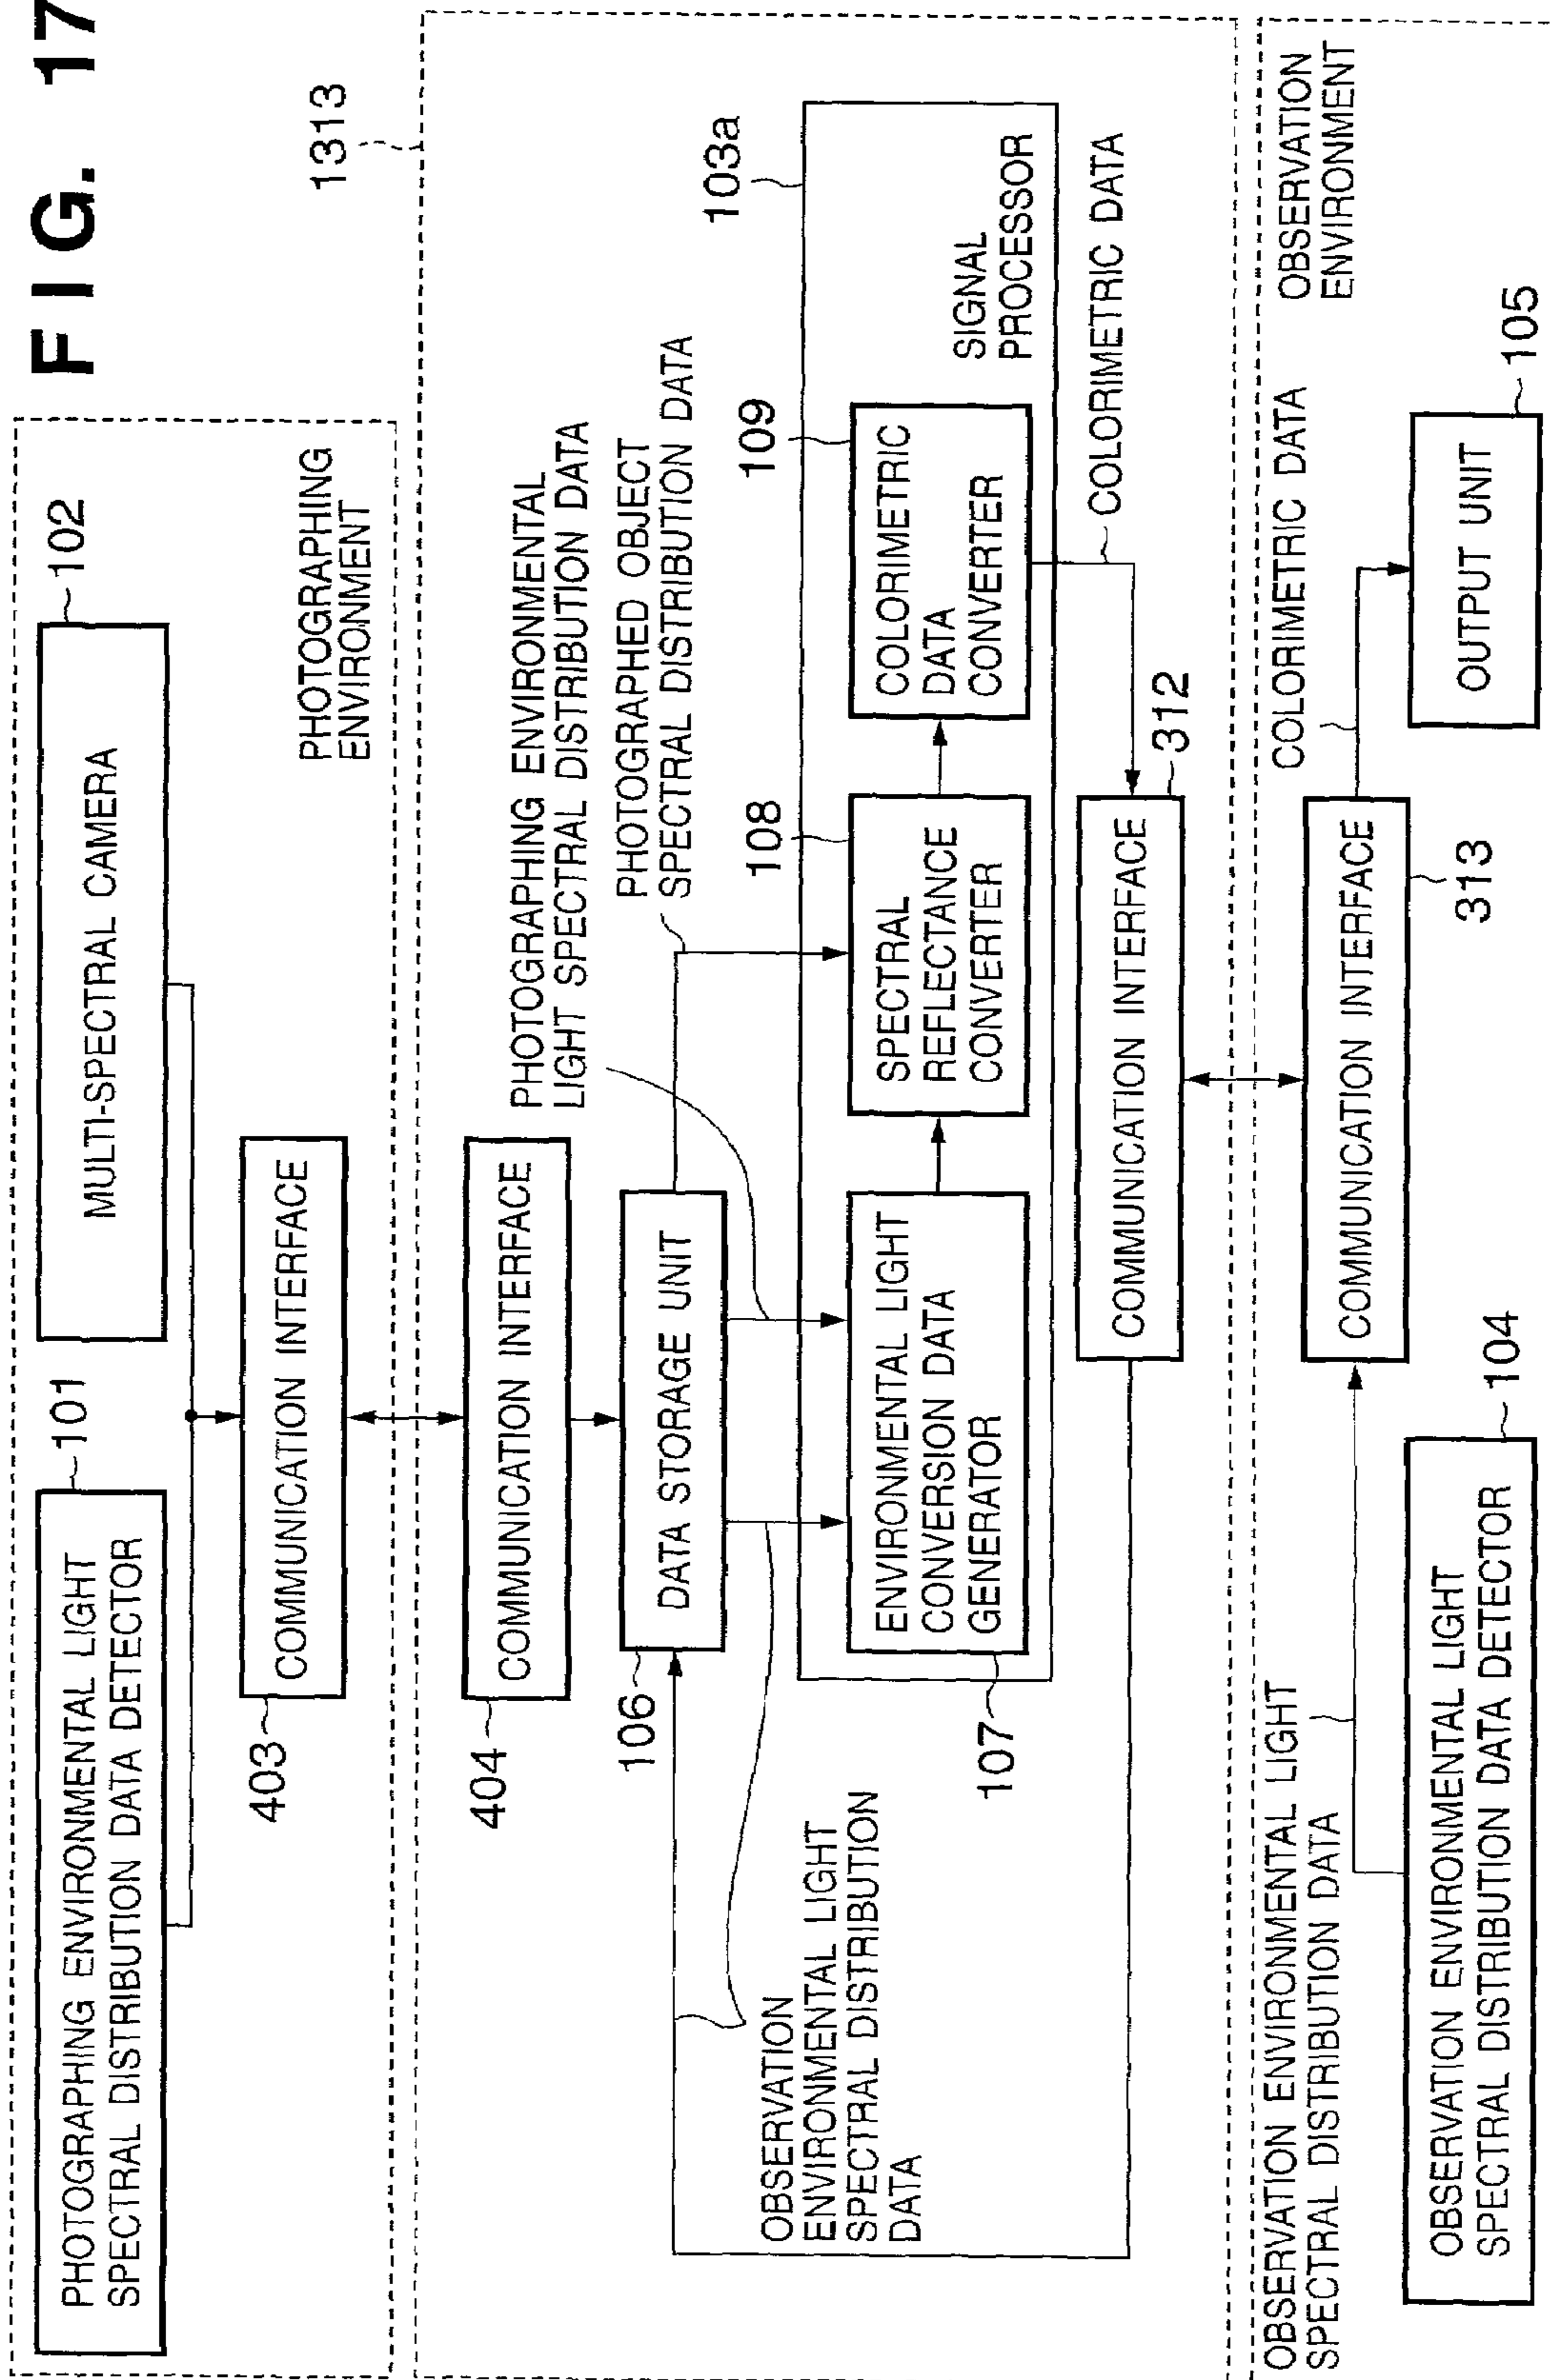 FIG. 17
PHOTOGRAPHING ENVIRONMENTAL LIGHT
SPECTRAL DISTRIBUTION DATA DETECTOR
101
MULTI-SPECTRAL CAMERA
102
PHOTOGRAPHING
ENVIRONMENT
403
COMMUNICATION INTERFACE
1313
404
COMMUNICATION INTERFACE
PHOTOGRAPHING ENVIRONMENTAL
LIGHT SPECTRAL DISTRIBUTION DATA
PHOTOGRAPHED OBJECT
SPECTRAL DISTRIBUTION DATA
106
DATA STORAGE UNIT
103a
OBSERVATION
ENVIRONMENTAL LIGHT
SPECTRAL DISTRIBUTION
DATA
107
ENVIRONMENTAL LIGHT
CONVERSION DATA
GENERATOR
108
SPECTRAL
REFLECTANCE
CONVERTER
109
COLORIMETRIC
DATA
CONVERTER
SIGNAL
PROCESSOR
COMMUNICATION INTERFACE
312
COLORIMETRIC DATA
OBSERVATION ENVIRONMENTAL LIGHT
SPECTRAL DISTRIBUTION DATA
COMMUNICATION INTERFACE
313
COLORIMETRIC DATA
OBSERVATION
ENVIRONMENT
OBSERVATION ENVIRONMENTAL LIGHT
SPECTRAL DISTRIBUTION DATA DETECTOR
104
OUTPUT UNIT
105